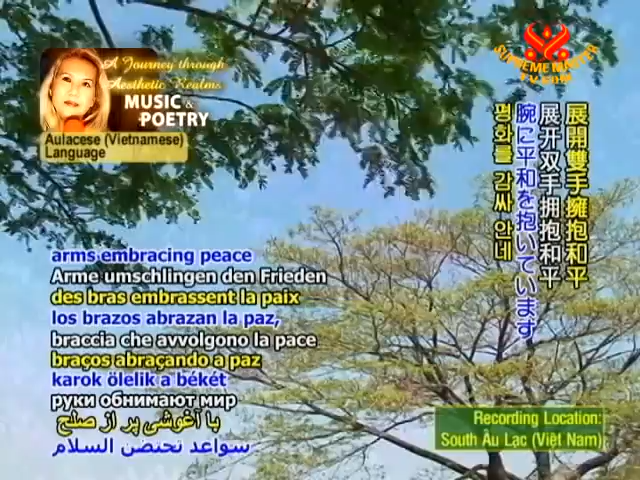 A Journey through
Aesthetic Realms
MUSIC &
POETRY
Aulacese (Vietnamese)
Language
SUPREME MASTER
TV.COM
展開雙手擁抱和平
展开双手拥抱和平
腕に平和を抱いています
평화를 감싸 안네
arms embracing peace
Arme umschlingen den Frieden
des bras embrassent la paix
los brazos abrazan la paz,
braccia che avvolgono la pace
braços abraçando a paz
karok ölelik a békét
руки обнимают мир
با آغوشی پر از صلح
سواعد تحتضن السلام
Recording Location:
South Âu Lạc (Việt Nam)